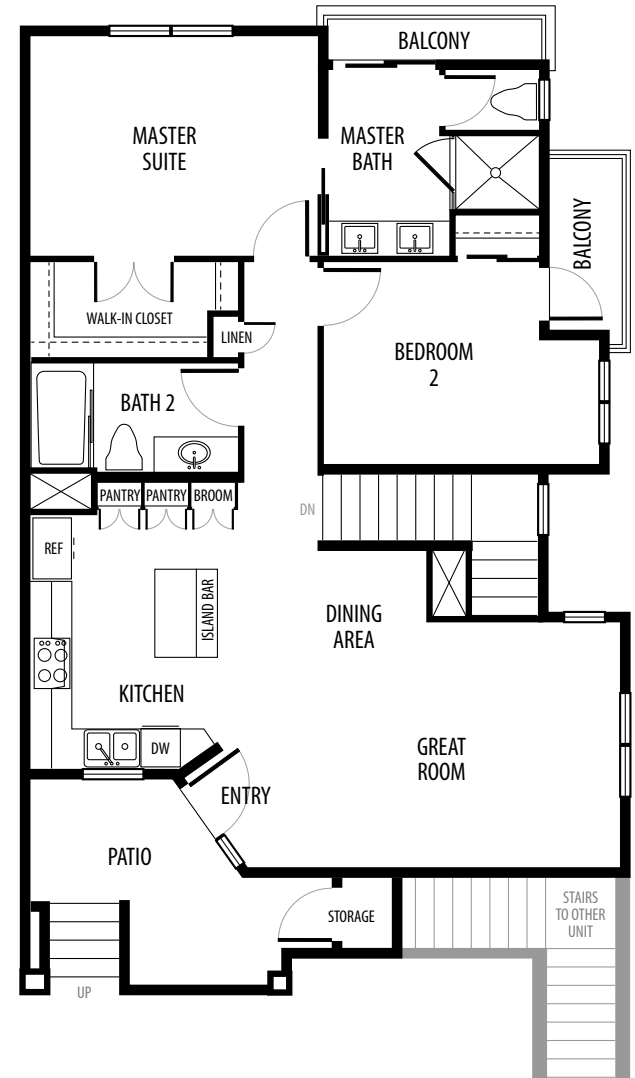 BALCONY
MASTER
SUITE
MASTER
BATH
BALCONY
WALK-IN CLOSET
LINEN
BEDROOM
2
BATH 2
PANTRY
PANTRY
BROOM
DN
REF
ISLAND BAR
DINING
AREA
KITCHEN
DW
GREAT
ROOM
ENTRY
PATIO
STORAGE
STAIRS
TO OTHER
UNIT
UP